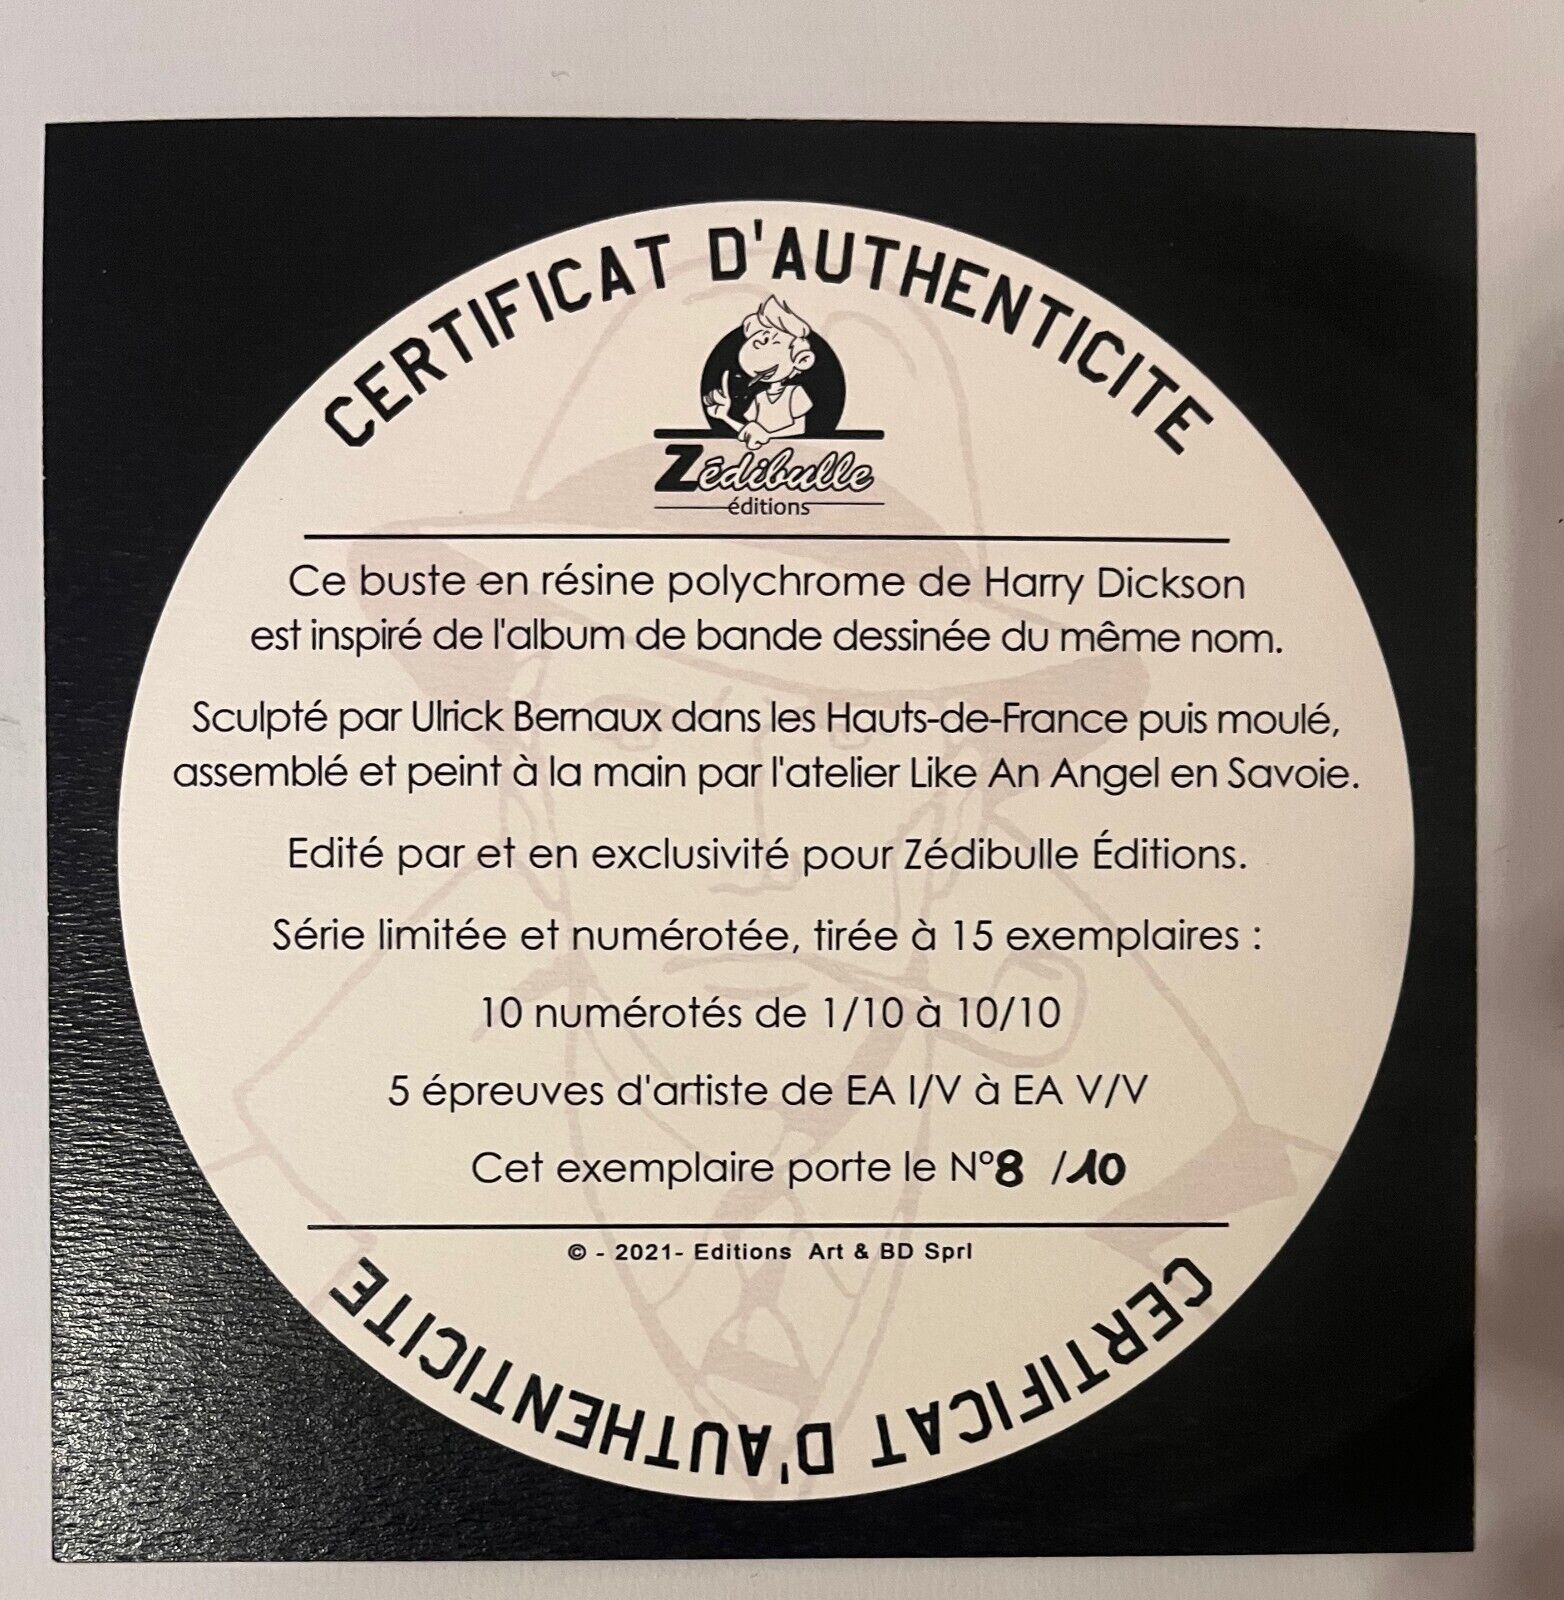 CERTIFICAT D'AUTHENTICITE
Zédibulle
éditions
Ce buste en résine polychrome de Harry Dickson
est inspiré de l'album de bande dessinée du même nom.
Sculpté par Ulrick Bernaux dans les Hauts-de-France puis moulé,
assemblé et peint à la main par l'atelier Like An Angel en Savoie.
Edité par et en exclusivité pour Zédibulle Éditions.
Série limitée et numérotée, tirée à 15 exemplaires :
10 numérotés de 1/10 à 10/10
5 épreuves d'artiste de EA I/V à EA V/V
Cet exemplaire porte le N°8 /10
© - 2021- Editions Art & BD Sprl
CERTIFICAT D'AUTHENTICITE